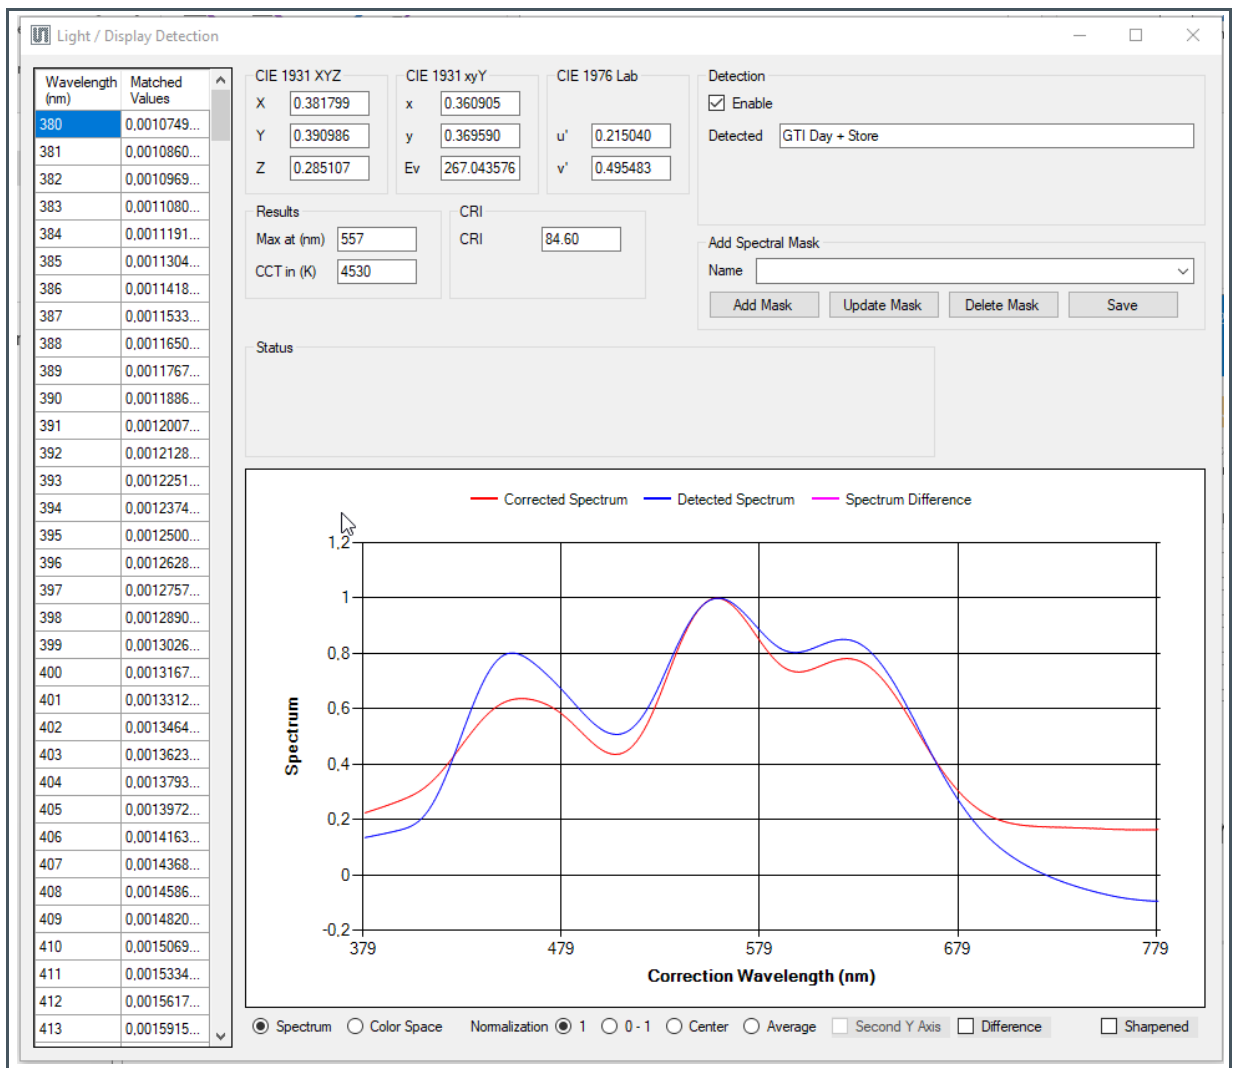 Light / Display Detection
Wavelength (nm) Matched Values
380 0,0010749...
381 0,0010860...
382 0,0010969...
383 0,0011080...
384 0,0011191...
385 0,0011304...
386 0,0011418...
387 0,0011533...
388 0,0011650...
389 0,0011767...
390 0,0011886...
391 0,0012007...
392 0,0012128...
393 0,0012251...
394 0,0012374...
395 0,0012500...
396 0,0012628...
397 0,0012757...
398 0,0012890...
399 0,0013026...
400 0,0013167...
401 0,0013312...
402 0,0013464...
403 0,0013623...
404 0,0013793...
405 0,0013972...
406 0,0014163...
407 0,0014368...
408 0,0014586...
409 0,0014820...
410 0,0015069...
411 0,0015334...
412 0,0015617...
413 0,0015915...
CIE 1931 XYZ
X 0.381799
Y 0.390986
Z 0.285107
CIE 1931 xyY
x 0.360905
y 0.369590
Ev 267.043576
CIE 1976 Lab
u' 0.215040
v' 0.495483
Detection
Enable
Detected GTI Day + Store
Results
Max at (nm) 557
CCT in (K) 4530
CRI
CRI 84.60
Add Spectral Mask
Name
Add Mask Update Mask Delete Mask Save
Status
Corrected Spectrum Detected Spectrum Spectrum Difference
1,2
1
0,8
0,6
0,4
0,2
0
-0,2
Spectrum
379 479 579 679 779
Correction Wavelength (nm)
Spectrum Color Space Normalization 1 0 - 1 Center Average Second Y Axis Difference Sharpened